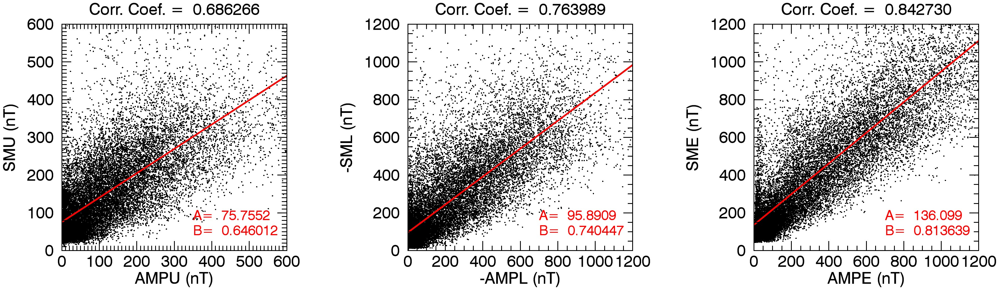 Corr. Coef. = 0.686266
600
500
400
300
200
100
0
SMU (nT)
A= 75.7552
B= 0.646012
0 100 200 300 400 500 600
AMPU (nT)
Corr. Coef. = 0.763989
1200
1000
800
600
400
200
0
-SML (nT)
A= 95.8909
B= 0.740447
0 200 400 600 800 1000 1200
-AMPL (nT)
Corr. Coef. = 0.842730
1200
1000
800
600
400
200
0
SME (nT)
A= 136.099
B= 0.813639
0 200 400 600 800 1000 1200
AMPE (nT)